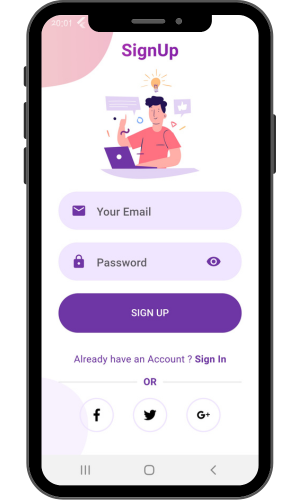 SignUp
Your Email
Password
SIGN UP
Already have an Account ? Sign In
OR
G+